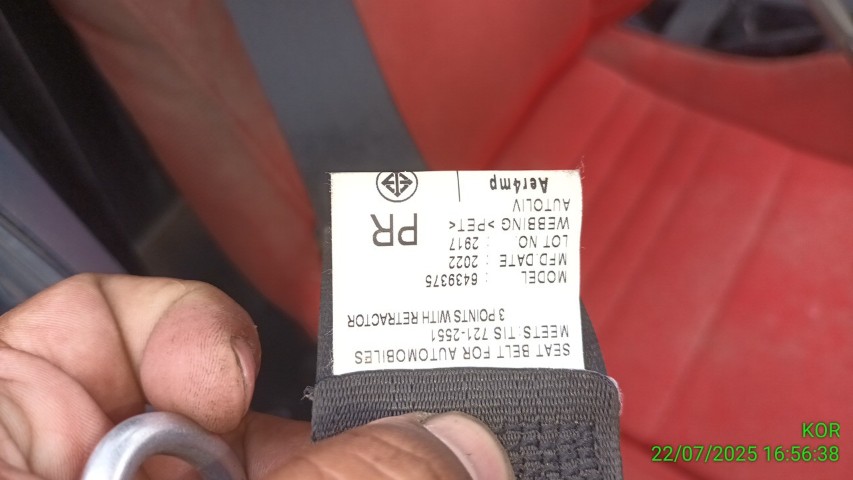 SEAT BELT FOR AUTOMOBILES
MEETS:TIS 721-2551
3 POINTS WITH RETRACTOR
MODEL : 6439375
MFD.DATE : 2022
LOT NO. : 2917
WEBBING >PET<
AUTOLIV
PR
Aer4mp
KOR
22/07/2025 16:56:38